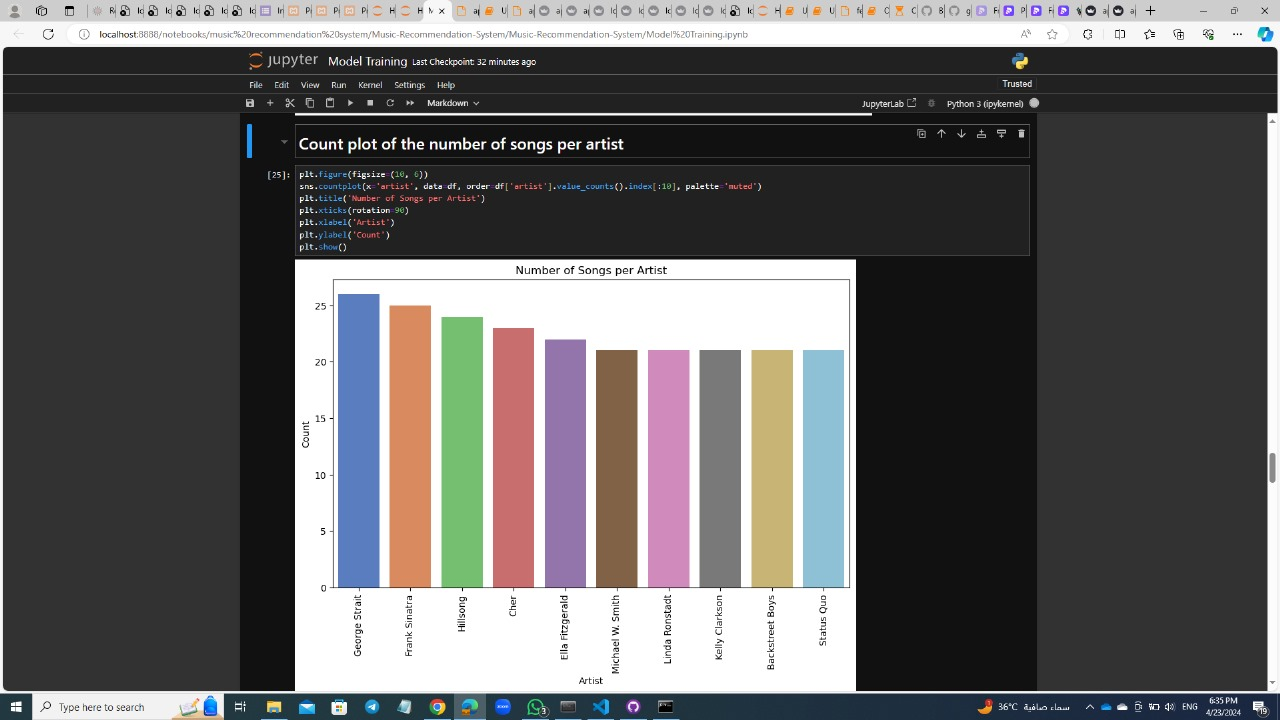 localhost:8888/notebooks/music%20recommendation%20system/Music-Recommendation-System/Music-Recommendation-System/Model%20Training.ipynb
jupyter Model Training Last Checkpoint: 32 minutes ago
File Edit View Run Kernel Settings Help Trusted
Markdown JupyterLab Python 3 (ipykernel)
Count plot of the number of songs per artist
[25]: plt.figure(figsize=(10, 6))
sns.countplot(x='artist', data=df, order=df['artist'].value_counts().index[:10], palette='muted')
plt.title('Number of Songs per Artist')
plt.xticks(rotation=90)
plt.xlabel('Artist')
plt.ylabel('Count')
plt.show()
Number of Songs per Artist
25
20
15
10
5
0
Count
George Strait
Frank Sinatra
Hillsong
Cher
Ella Fitzgerald
Michael W. Smith
Linda Ronstadt
Kelly Clarkson
Backstreet Boys
Status Quo
Artist
Type here to search
3
36°C سماء صافية
ENG
6:35 PM
4/23/2024
19